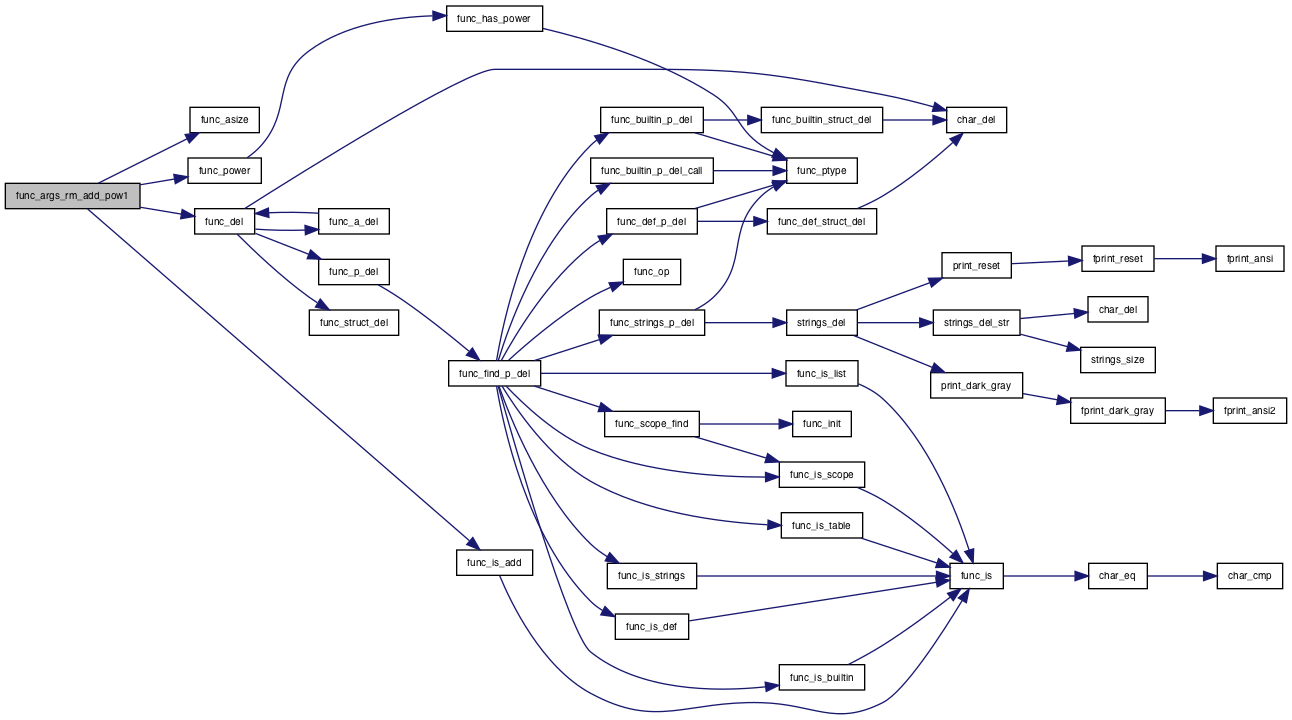 func_args_rm_add_pow1
func_asize
func_power
func_del
func_has_power
func_a_del
func_p_del
func_struct_del
func_find_p_del
func_is_add
func_builtin_p_del
func_builtin_p_del_call
func_def_p_del
func_op
func_strings_p_del
func_scope_find
func_is_strings
func_is_def
func_builtin_struct_del
func_ptype
func_def_struct_del
strings_del
func_is_list
func_init
func_is_scope
func_is_table
func_is_builtin
char_del
print_reset
strings_del_str
print_dark_gray
func_is
fprint_reset
char_del
strings_size
fprint_dark_gray
char_eq
fprint_ansi
fprint_ansi2
char_cmp